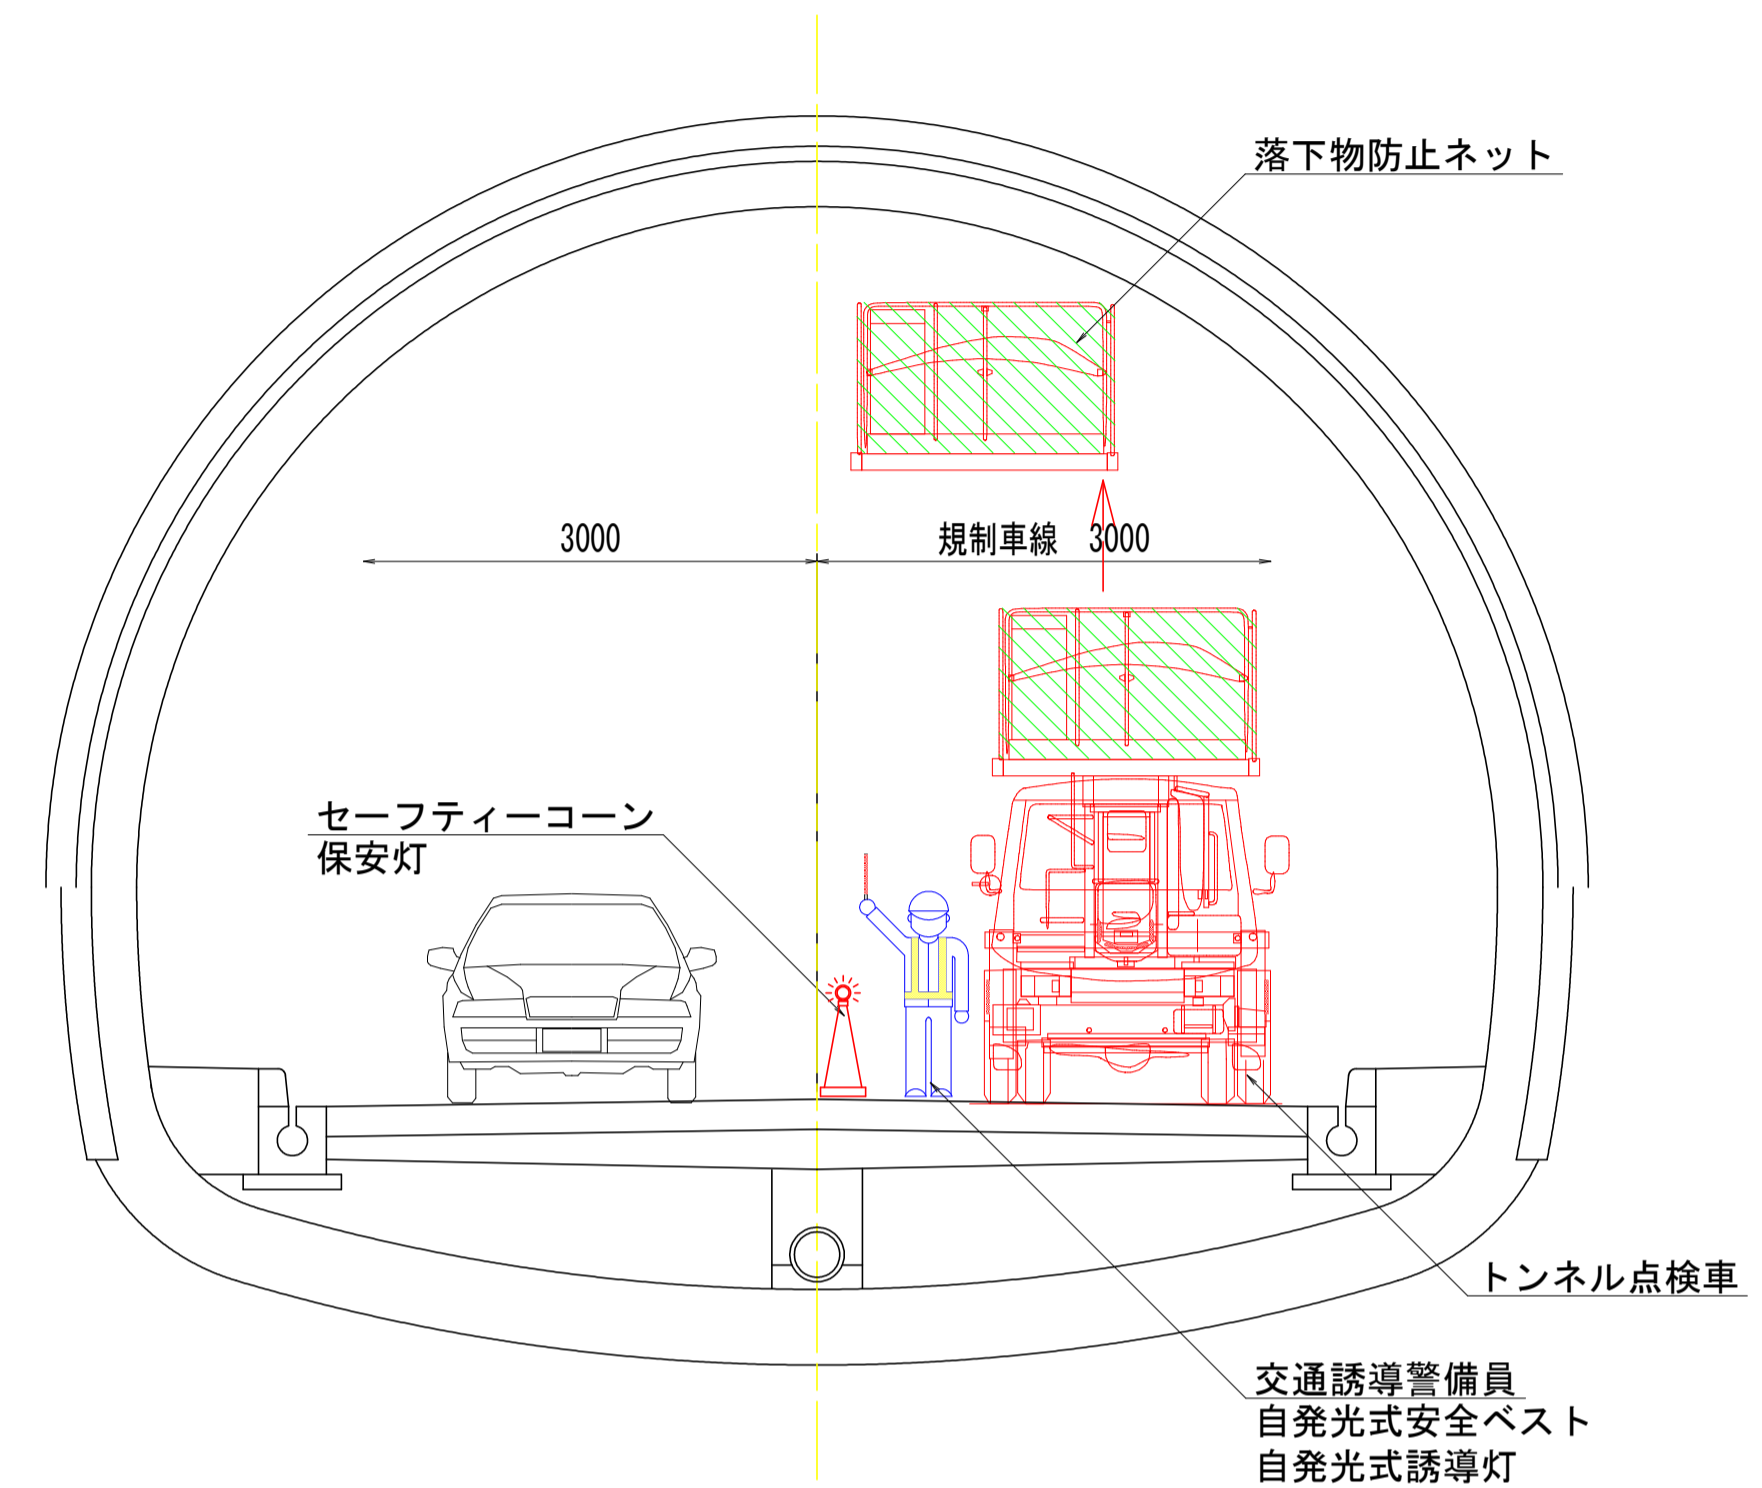 落下物防止ネット
3000
規制車線 3000
セーフティーコーン
保安灯
トンネル点検車
交通誘導警備員
自発光式安全ベスト
自発光式誘導灯